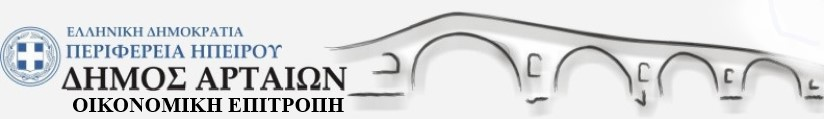 ΕΛΛΗΝΙΚΗ ΔΗΜΟΚΡΑΤΙΑ
ΠΕΡΙΦΕΡΕΙΑ ΗΠΕΙΡΟΥ
ΔΗΜΟΣ ΑΡΤΑΙΩΝ
ΟΙΚΟΝΟΜΙΚΗ ΕΠΙΤΡΟΠΗ